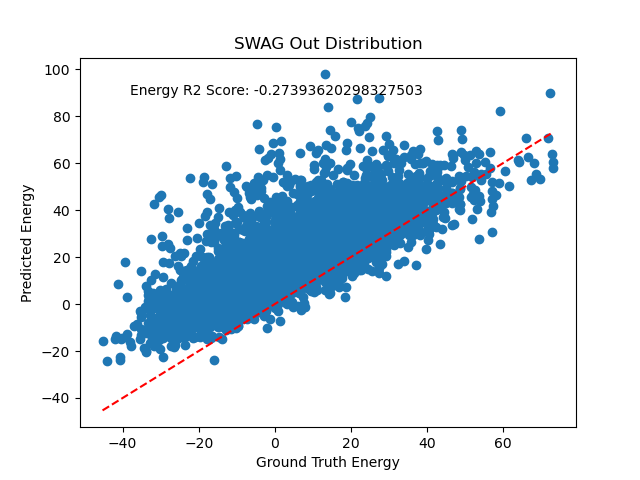 SWAG Out Distribution
Energy R2 Score: -0.27393620298327503
100
80
60
40
20
0
−20
−40
Predicted Energy
−40 −20 0 20 40 60
Ground Truth Energy